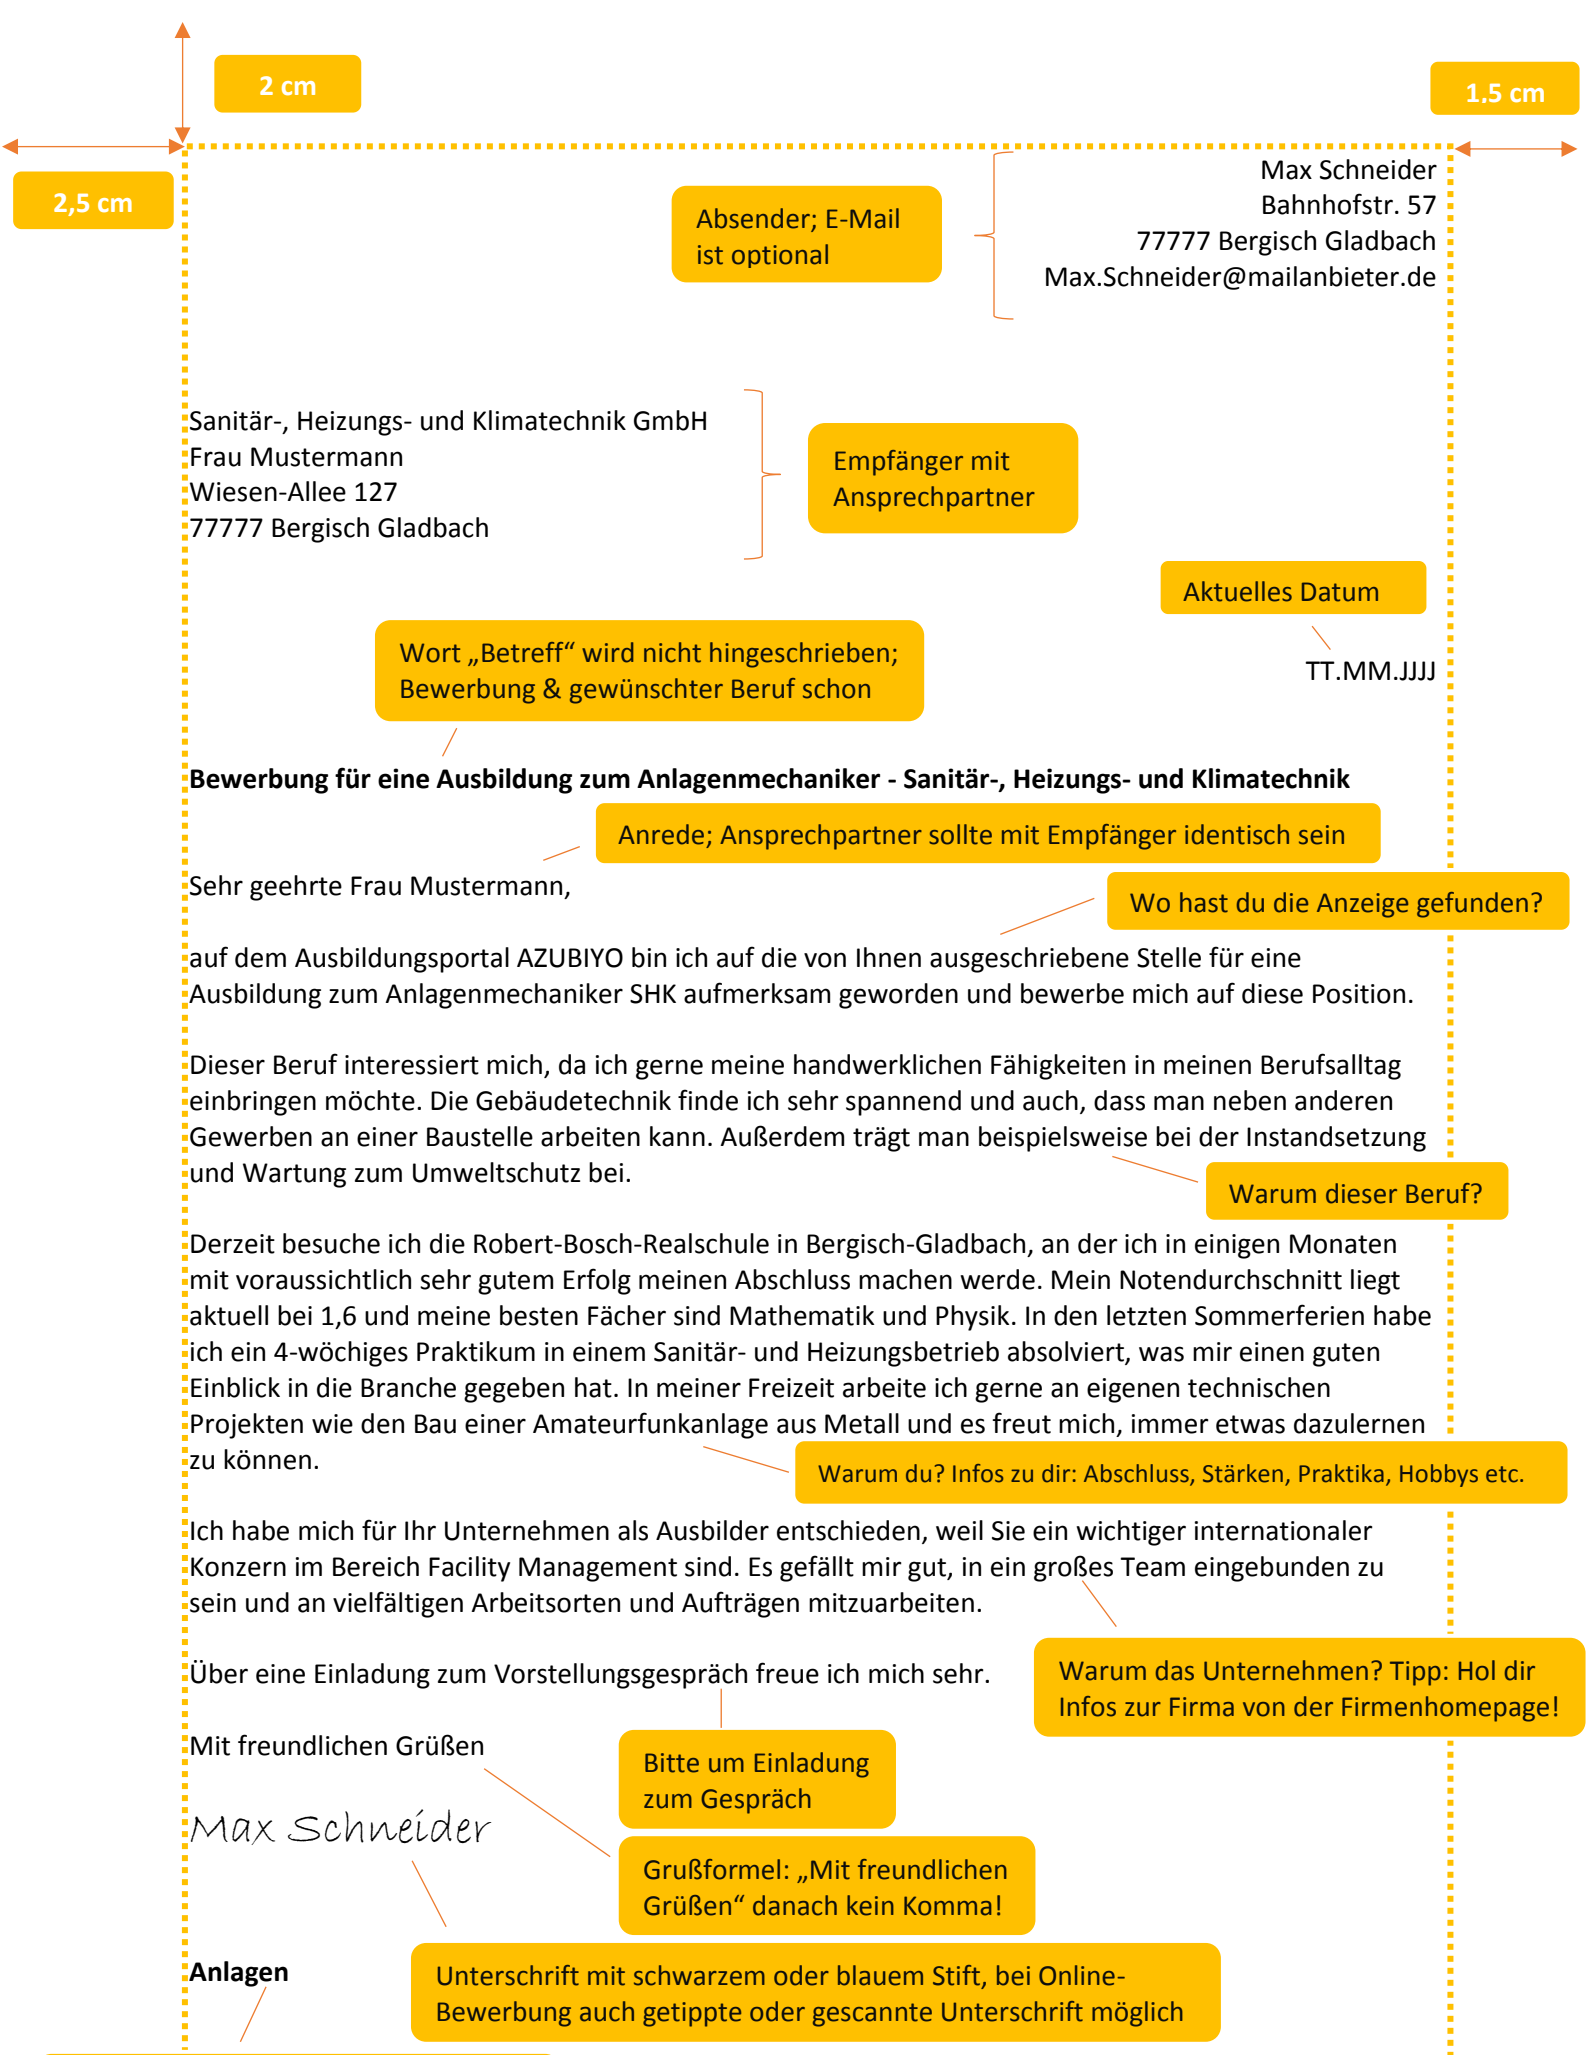 2 cm
1,5 cm
2,5 cm
Max Schneider
Bahnhofstr. 57
77777 Bergisch Gladbach
Max.Schneider@mailanbieter.de
Absender; E-Mail
ist optional
Sanitär-, Heizungs- und Klimatechnik GmbH
Frau Mustermann
Wiesen-Allee 127
77777 Bergisch Gladbach
Empfänger mit
Ansprechpartner
Aktuelles Datum
TT.MM.JJJJ
Wort „Betreff“ wird nicht hingeschrieben;
Bewerbung & gewünschter Beruf schon
Bewerbung für eine Ausbildung zum Anlagenmechaniker - Sanitär-, Heizungs- und Klimatechnik
Anrede; Ansprechpartner sollte mit Empfänger identisch sein
Sehr geehrte Frau Mustermann,
Wo hast du die Anzeige gefunden?
auf dem Ausbildungsportal AZUBIYO bin ich auf die von Ihnen ausgeschriebene Stelle für eine
Ausbildung zum Anlagenmechaniker SHK aufmerksam geworden und bewerbe mich auf diese Position.
Dieser Beruf interessiert mich, da ich gerne meine handwerklichen Fähigkeiten in meinen Berufsalltag
einbringen möchte. Die Gebäudetechnik finde ich sehr spannend und auch, dass man neben anderen
Gewerben an einer Baustelle arbeiten kann. Außerdem trägt man beispielsweise bei der Instandsetzung
und Wartung zum Umweltschutz bei.
Warum dieser Beruf?
Derzeit besuche ich die Robert-Bosch-Realschule in Bergisch-Gladbach, an der ich in einigen Monaten
mit voraussichtlich sehr gutem Erfolg meinen Abschluss machen werde. Mein Notendurchschnitt liegt
aktuell bei 1,6 und meine besten Fächer sind Mathematik und Physik. In den letzten Sommerferien habe
ich ein 4-wöchiges Praktikum in einem Sanitär- und Heizungsbetrieb absolviert, was mir einen guten
Einblick in die Branche gegeben hat. In meiner Freizeit arbeite ich gerne an eigenen technischen
Projekten wie den Bau einer Amateurfunkanlage aus Metall und es freut mich, immer etwas dazulernen
zu können.
Warum du? Infos zu dir: Abschluss, Stärken, Praktika, Hobbys etc.
Ich habe mich für Ihr Unternehmen als Ausbilder entschieden, weil Sie ein wichtiger internationaler
Konzern im Bereich Facility Management sind. Es gefällt mir gut, in ein großes Team eingebunden zu
sein und an vielfältigen Arbeitsorten und Aufträgen mitzuarbeiten.
Warum das Unternehmen? Tipp: Hol dir
Infos zur Firma von der Firmenhomepage!
Über eine Einladung zum Vorstellungsgespräch freue ich mich sehr.
Bitte um Einladung
zum Gespräch
Mit freundlichen Grüßen
Grußformel: „Mit freundlichen
Grüßen“ danach kein Komma!
Max Schneider
Unterschrift mit schwarzem oder blauem Stift, bei Online-
Bewerbung auch getippte oder gescannte Unterschrift möglich
Anlagen